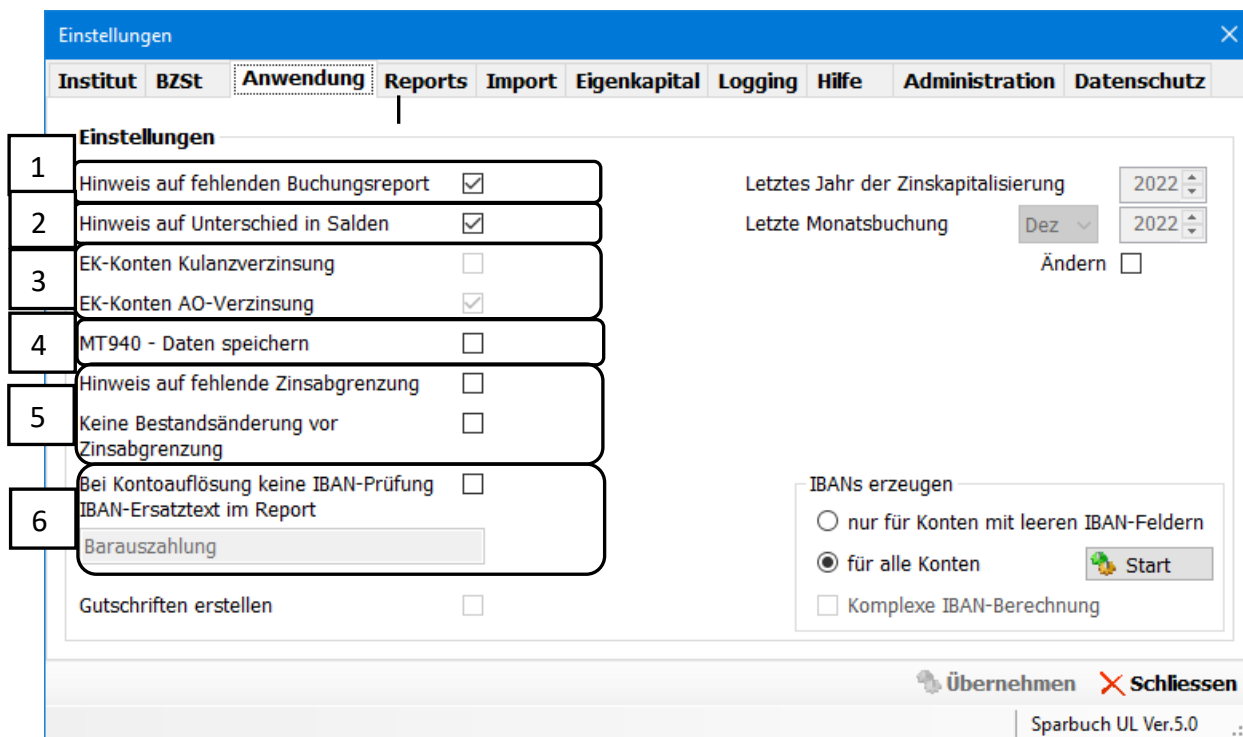 Einstellungen
Institut BZSt Anwendung Reports Import Eigenkapital Logging Hilfe Administration Datenschutz
Einstellungen
1
Hinweis auf fehlenden Buchungsreport
Letztes Jahr der Zinskapitalisierung 2022
2
Hinweis auf Unterschied in Salden
Letzte Monatsbuchung Dez 2022
3
EK-Konten Kulanzverzinsung
Ändern
EK-Konten AO-Verzinsung
4
MT940 - Daten speichern
5
Hinweis auf fehlende Zinsabgrenzung
Keine Bestandsänderung vor
Zinsabgrenzung
6
Bei Kontoauflösung keine IBAN-Prüfung
IBAN-Ersatztext im Report
Barauszahlung
Gutschriften erstellen
IBANs erzeugen
nur für Konten mit leeren IBAN-Feldern
für alle Konten Start
Komplexe IBAN-Berechnung
Übernehmen Schliessen
Sparbuch UL Ver.5.0